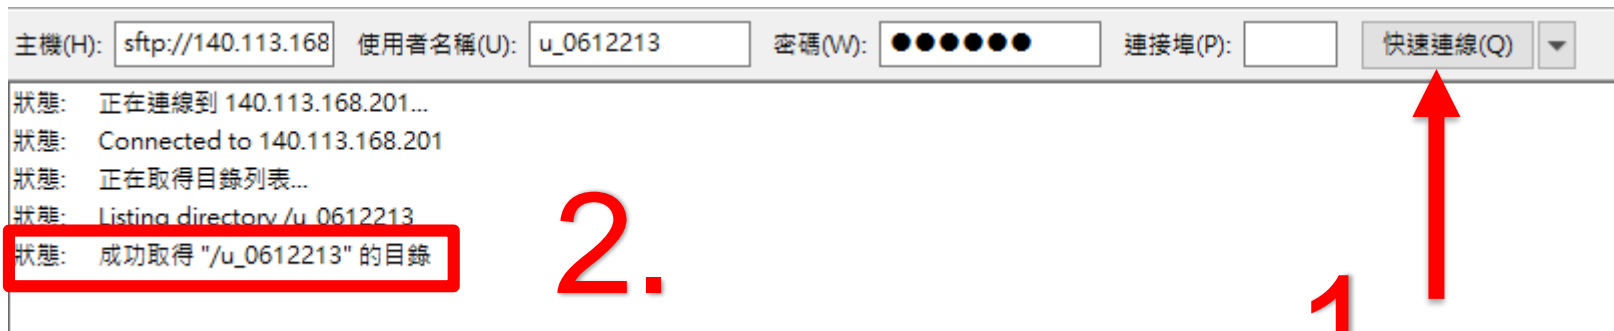 主機(H): sftp://140.113.168 使用者名稱(U): u_0612213 密碼(W): ●●●●●● 連接埠(P): 快速連線(Q)
狀態: 正在連線到 140.113.168.201...
狀態: Connected to 140.113.168.201
狀態: 正在取得目錄列表...
狀態: Listing directory /u_0612213
狀態: 成功取得 "/u_0612213" 的目錄
2.
1